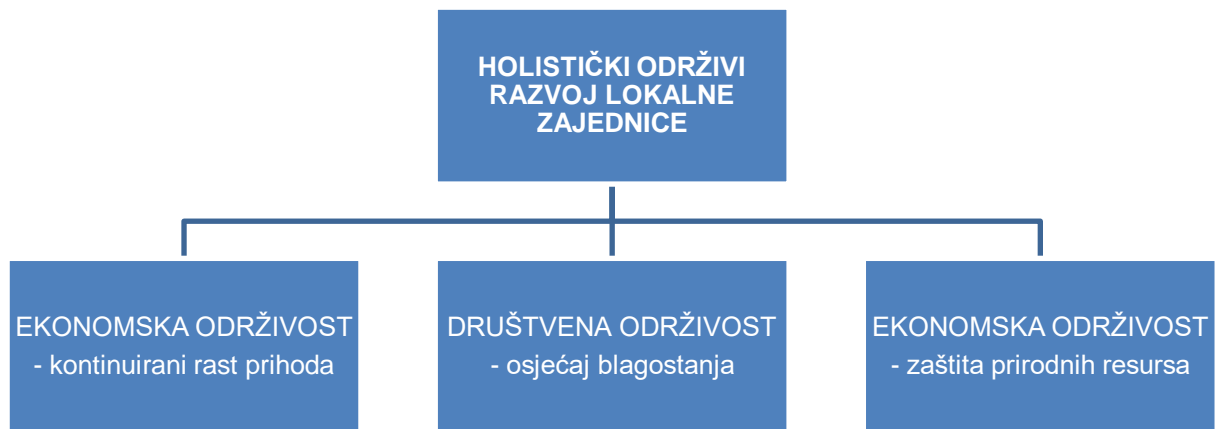 HOLISTIČKI ODRŽIVI
RAZVOJ LOKALNE
ZAJEDNICE
EKONOMSKA ODRŽIVOST
- kontinuirani rast prihoda
DRUŠTVENA ODRŽIVOST
- osjećaj blagostanja
EKONOMSKA ODRŽIVOST
- zaštita prirodnih resursa